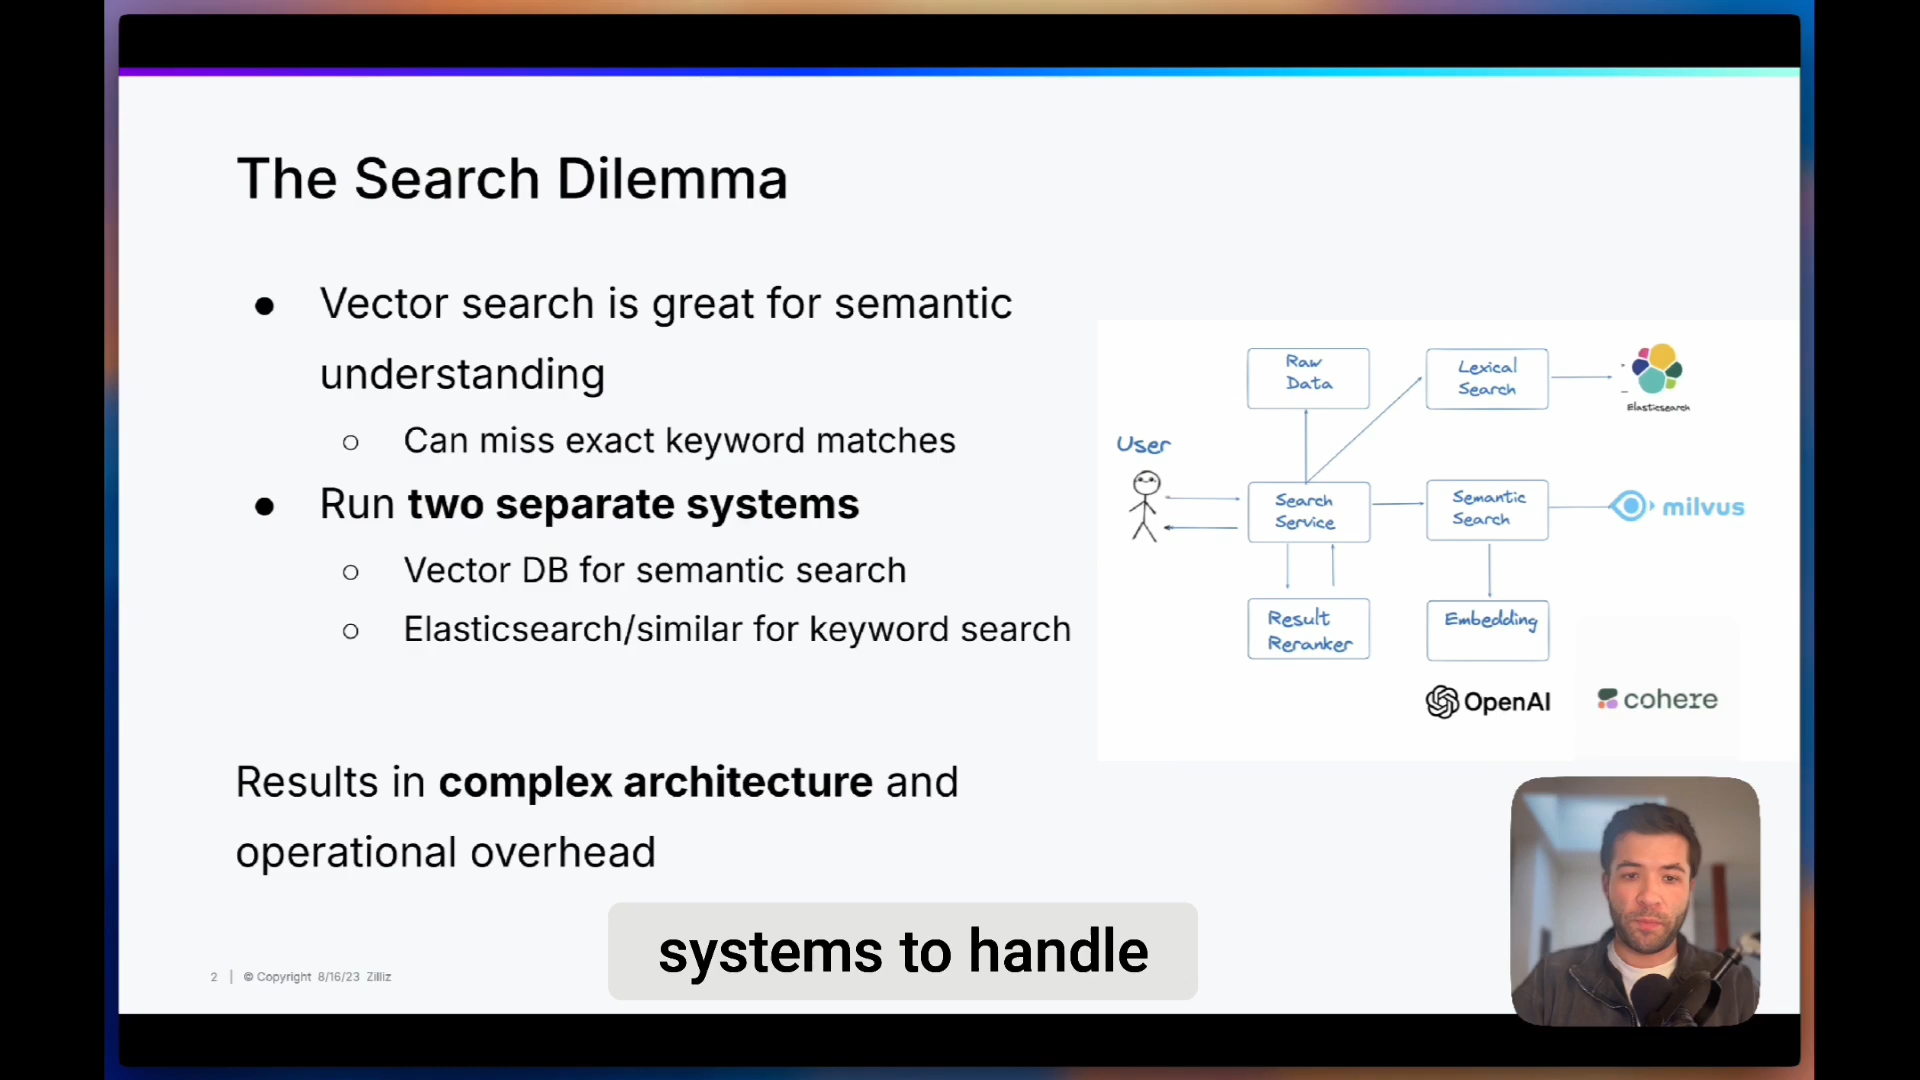 The Search Dilemma
● Vector search is great for semantic
understanding
○ Can miss exact keyword matches
● Run two separate systems
○ Vector DB for semantic search
○ Elasticsearch/similar for keyword search
Results in complex architecture and
operational overhead
User
Raw
Data
Lexical
Search
Elasticsearch
Search
Service
Semantic
Search
milvus
Result
Reranker
Embedding
OpenAI
cohere
systems to handle
2 | © Copyright 8/16/23 Zilliz